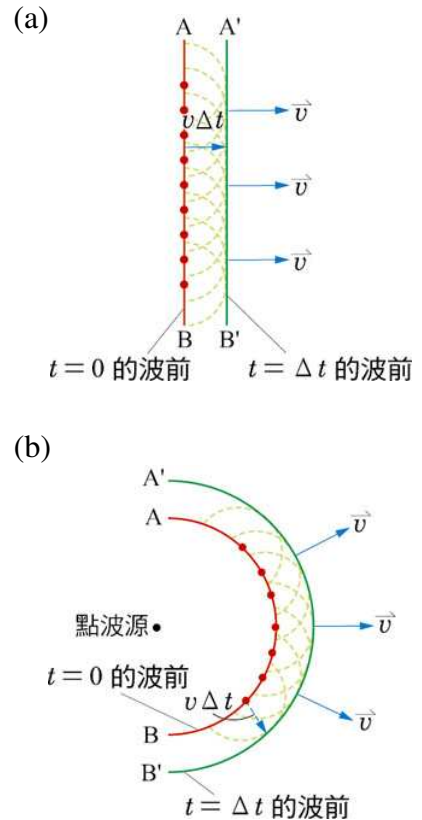 (a)
A A'
vΔt
v
v
v
B B'
t = 0 的波前 t = Δt 的波前
(b)
A'
A
v
點波源
v
t = 0 的波前
vΔt
v
B
B'
t = Δt 的波前